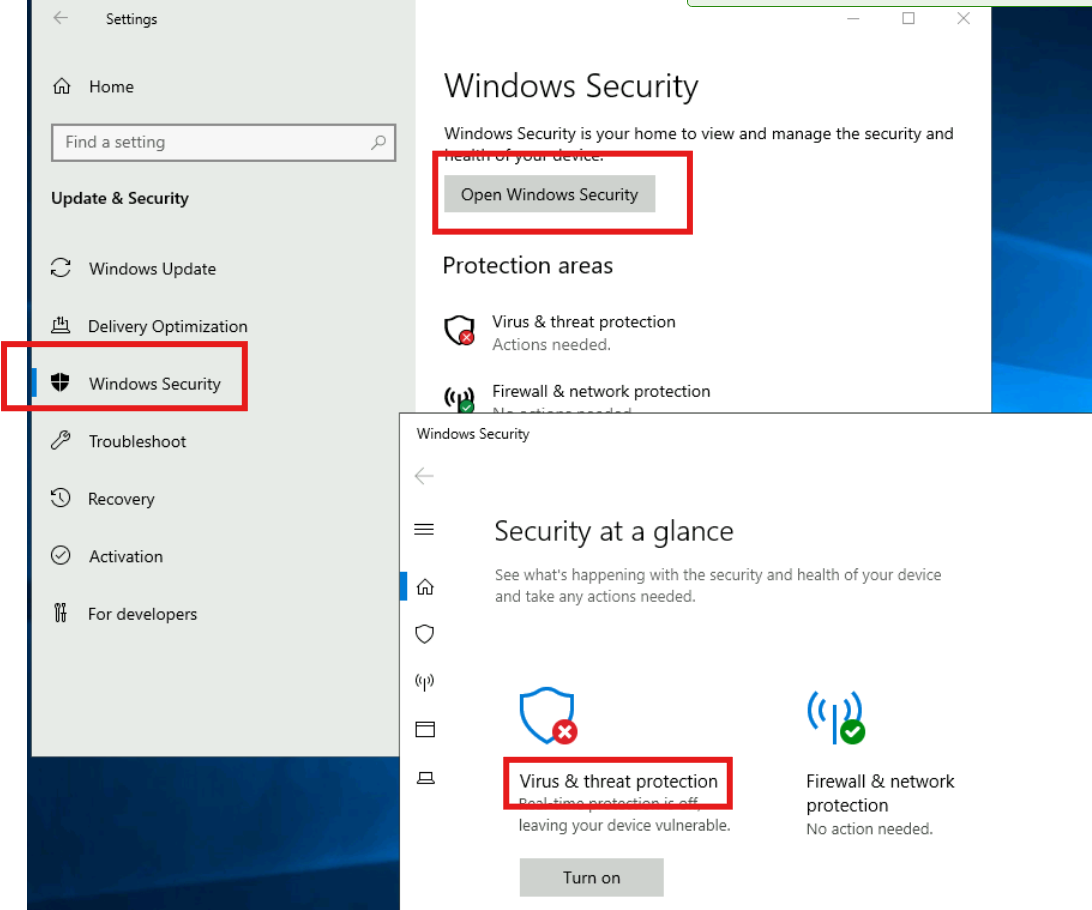 Settings
Home
Find a setting
Update & Security
Windows Update
Delivery Optimization
Windows Security
Troubleshoot
Recovery
Activation
For developers
Windows Security
Windows Security is your home to view and manage the security and
health of your device.
Open Windows Security
Protection areas
Virus & threat protection
Actions needed.
Firewall & network protection
No actions needed.
Windows Security
Security at a glance
See what's happening with the security and health of your device
and take any actions needed.
Virus & threat protection
Real-time protection is off,
leaving your device vulnerable.
Turn on
Firewall & network
protection
No action needed.